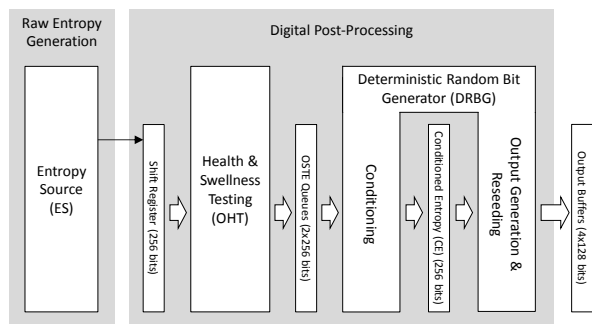 Raw Entropy
Generation
Digital Post-Processing
Entropy
Source
(ES)
Shift Register (256 bits)
Health &
Swellness
Testing
(OHT)
OSTE Queues (2x256 bits)
Deterministic Random Bit
Generator (DRBG)
Conditioning
Conditioned Entropy (CE) (256 bits)
Output Generation &
Reseeding
Output Buffers (4x128 bits)